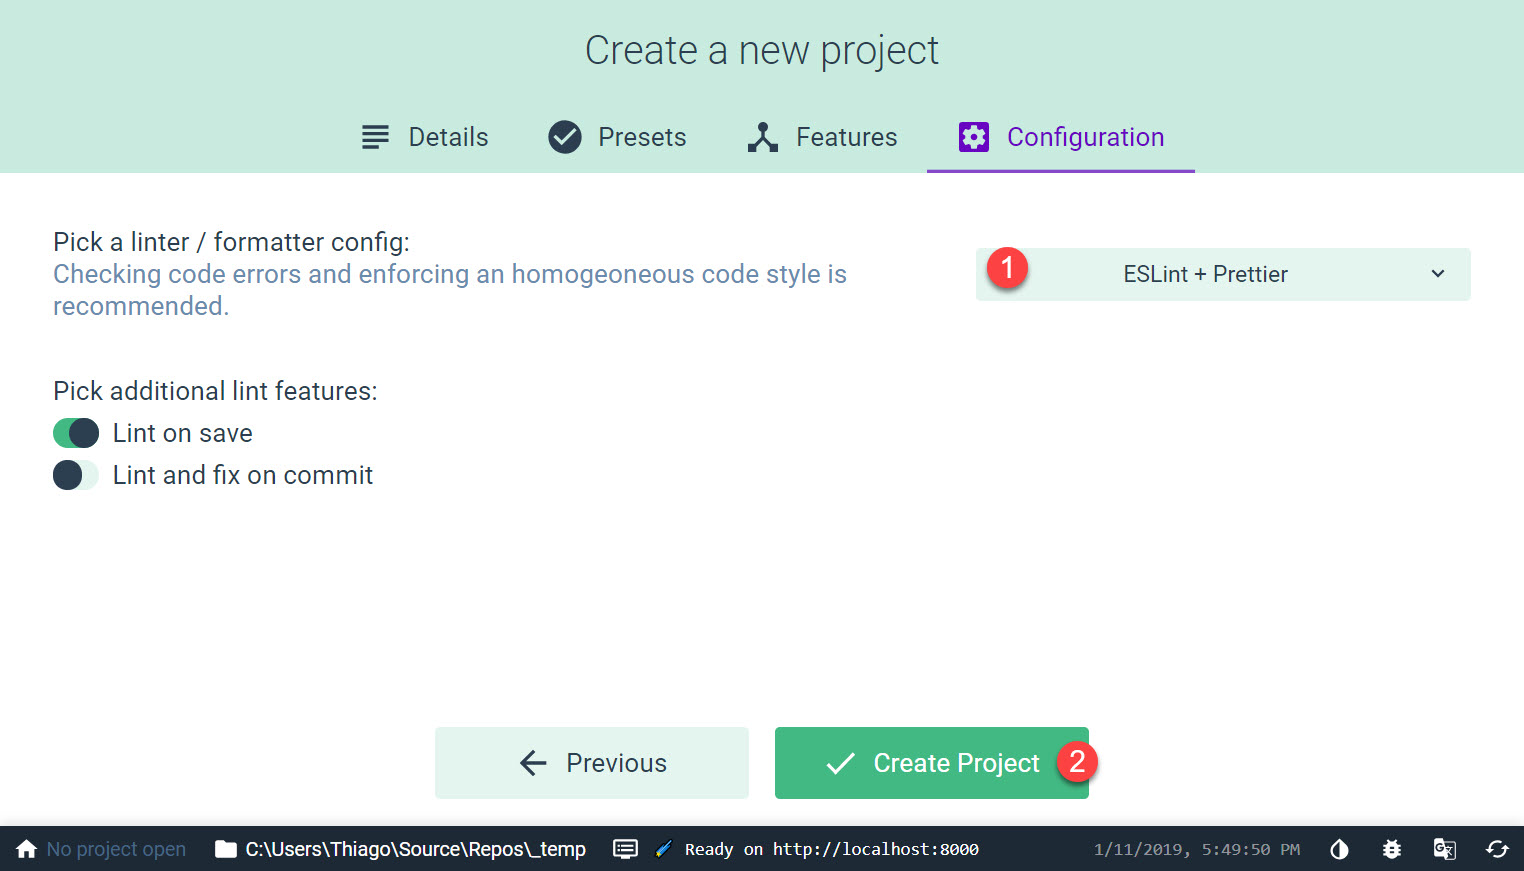 Create a new project
Details Presets Features Configuration
Pick a linter / formatter config:
Checking code errors and enforcing an homogeoneous code style is
recommended.
1 ESLint + Prettier
Pick additional lint features:
Lint on save
Lint and fix on commit
Previous Create Project 2
No project open C:\Users\Thiago\Source\Repos\_temp Ready on http://localhost:8000 1/11/2019, 5:49:50 PM